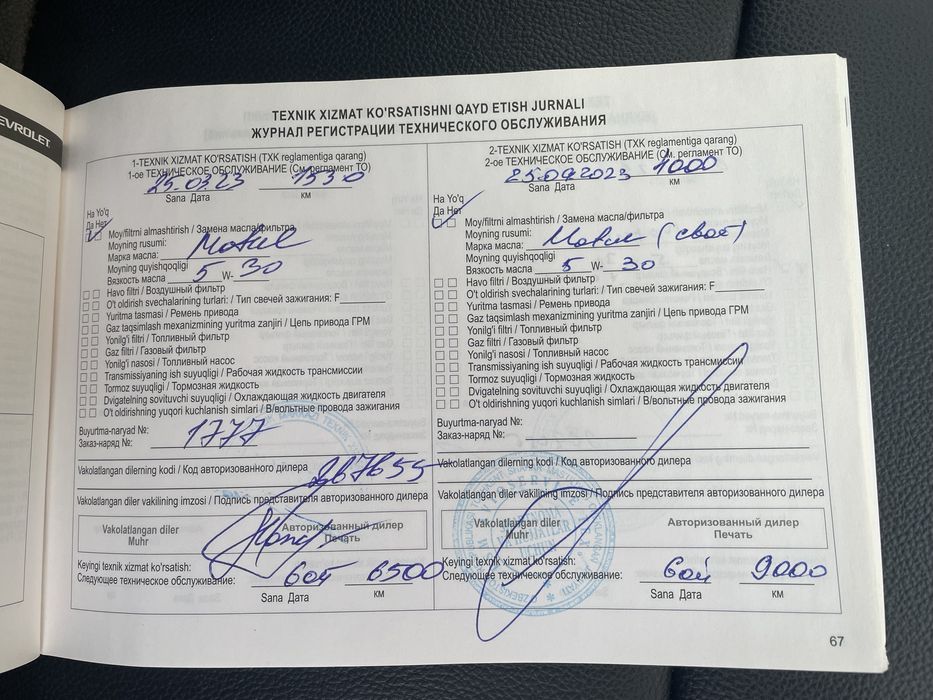 EVROLET
TEXNIK XIZMAT KO'RSATISHNI QAYD ETISH JURNALI
ЖУРНАЛ РЕГИСТРАЦИИ ТЕХНИЧЕСКОГО ОБСЛУЖИВАНИЯ
1-TEXNIK XIZMAT KO'RSATISH (TXK reglamentiga qarang)
1-ое ТЕХНИЧЕСКОЕ ОБСЛУЖИВАНИЕ (См. регламент ТО)
25.03.23 1530
Sana Дата км
Ha Yo'q
Да Нет
Moy/filtrni almashtirish / Замена масла/фильтра
Moyning rusumi:
Марка масла: Motul
Moyning quyishqoqligi
Вязкость масла 5 W- 30
Havo filtri / Воздушный фильтр
O't oldirish svechalarining turlari: / Тип свечей зажигания: F
Yuritma tasmasi / Ремень привода
Gaz taqsimlash mexanizmining yuritma zanjiri / Цепь привода ГРМ
Yonilg'i filtri / Топливный фильтр
Gaz filtri / Газовый фильтр
Yonilg'i nasosi / Топливный насос
Transmissiyaning ish suyuqligi / Рабочая жидкость трансмиссии
Tormoz suyuqligi / Тормозная жидкость
Dvigatelning sovituvchi suyuqligi / Охлаждающая жидкость двигателя
O't oldirishning yuqori kuchlanish simlari / В/вольтные провода зажигания
Buyurtma-naryad №:
Заказ-наряд №: 1777
Vakolatlangan dilerning kodi / Код авторизованного дилера
Vakolatlangan diler vakilining imzosi / Подпись представителя авторизованного дилера
Vakolatlangan diler Авторизованный дилер
Muhr Печать
Keyingi texnik xizmat ko'rsatish:
Следующее техническое обслуживание: 6500
Sana Дата км
2-TEXNIK XIZMAT KO'RSATISH (TXK reglamentiga qarang)
2-ое ТЕХНИЧЕСКОЕ ОБСЛУЖИВАНИЕ (См. регламент ТО)
25.09.2023 1000
Sana Дата км
Ha Yo'q
Да Нет
Moy/filtrni almashtirish / Замена масла/фильтра
Moyning rusumi:
Марка масла: (своё)
Moyning quyishqoqligi
Вязкость масла 5 W- 30
Havo filtri / Воздушный фильтр
O't oldirish svechalarining turlari: / Тип свечей зажигания: F
Yuritma tasmasi / Ремень привода
Gaz taqsimlash mexanizmining yuritma zanjiri / Цепь привода ГРМ
Yonilg'i filtri / Топливный фильтр
Gaz filtri / Газовый фильтр
Yonilg'i nasosi / Топливный насос
Transmissiyaning ish suyuqligi / Рабочая жидкость трансмиссии
Tormoz suyuqligi / Тормозная жидкость
Dvigatelning sovituvchi suyuqligi / Охлаждающая жидкость двигателя
O't oldirishning yuqori kuchlanish simlari / В/вольтные провода зажигания
Buyurtma-naryad №:
Заказ-наряд №:
Vakolatlangan dilerning kodi / Код авторизованного дилера
Vakolatlangan diler vakilining imzosi / Подпись представителя авторизованного дилера
Vakolatlangan diler Авторизованный дилер
Muhr Печать
Keyingi texnik xizmat ko'rsatish:
Следующее техническое обслуживание: 9000
Sana Дата км
67